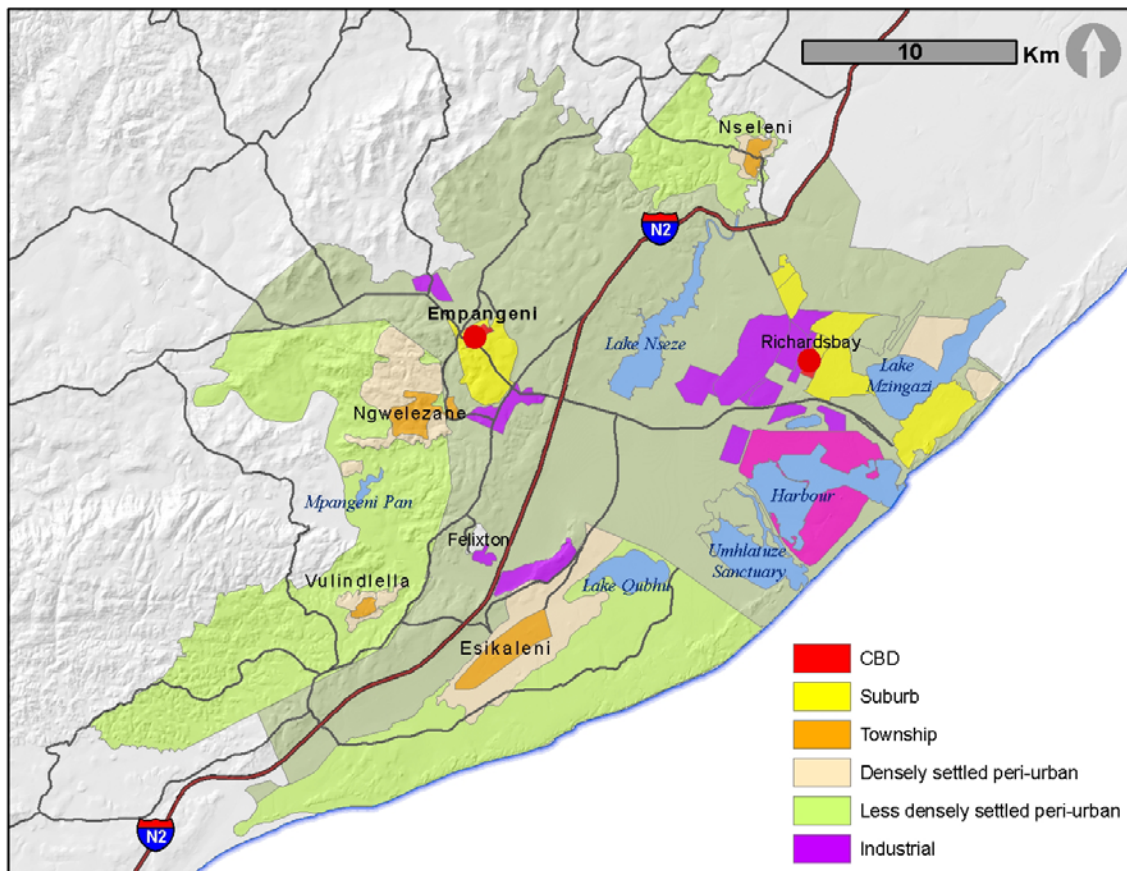 10
Km
Nseleni
N2
Empangeni
Lake Nseze
Richardsbay
Lake
Mzingazi
Ngwelezane
Mpangeni Pan
Harbour
Felixton
Umhlatuze
Sanctuary
Vulindlella
Lake Qubhu
Esikaleni
CBD
Suburb
Township
Densely settled peri-urban
Less densely settled peri-urban
Industrial
N2